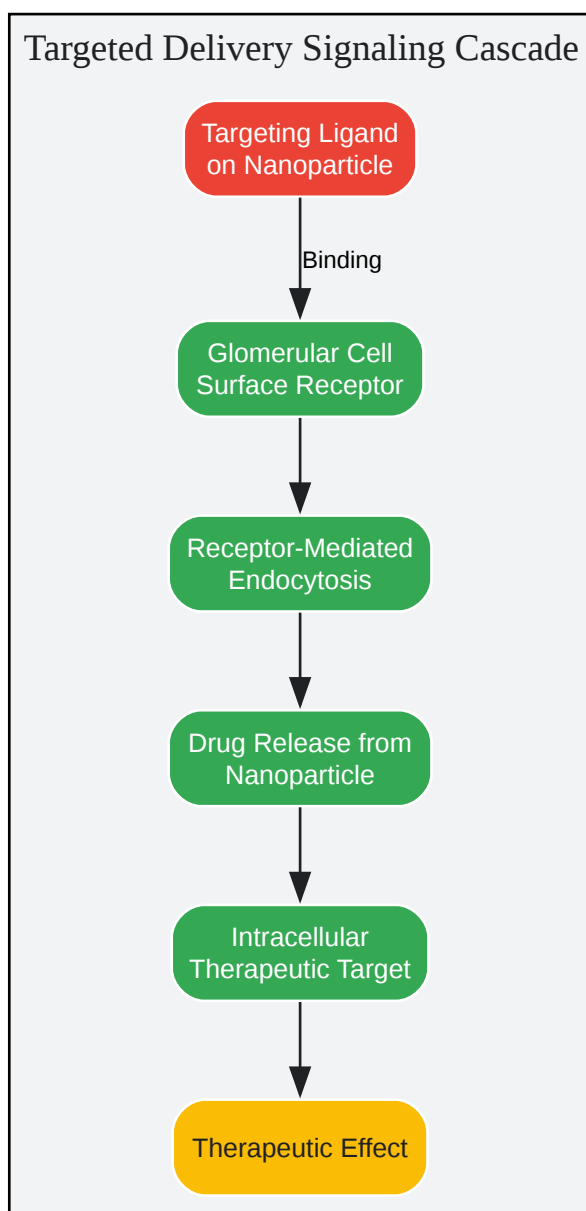 Targeted Delivery Signaling Cascade
Targeting Ligand
on Nanoparticle
Binding
Glomerular Cell
Surface Receptor
Receptor-Mediated
Endocytosis
Drug Release from
Nanoparticle
Intracellular
Therapeutic Target
Therapeutic Effect